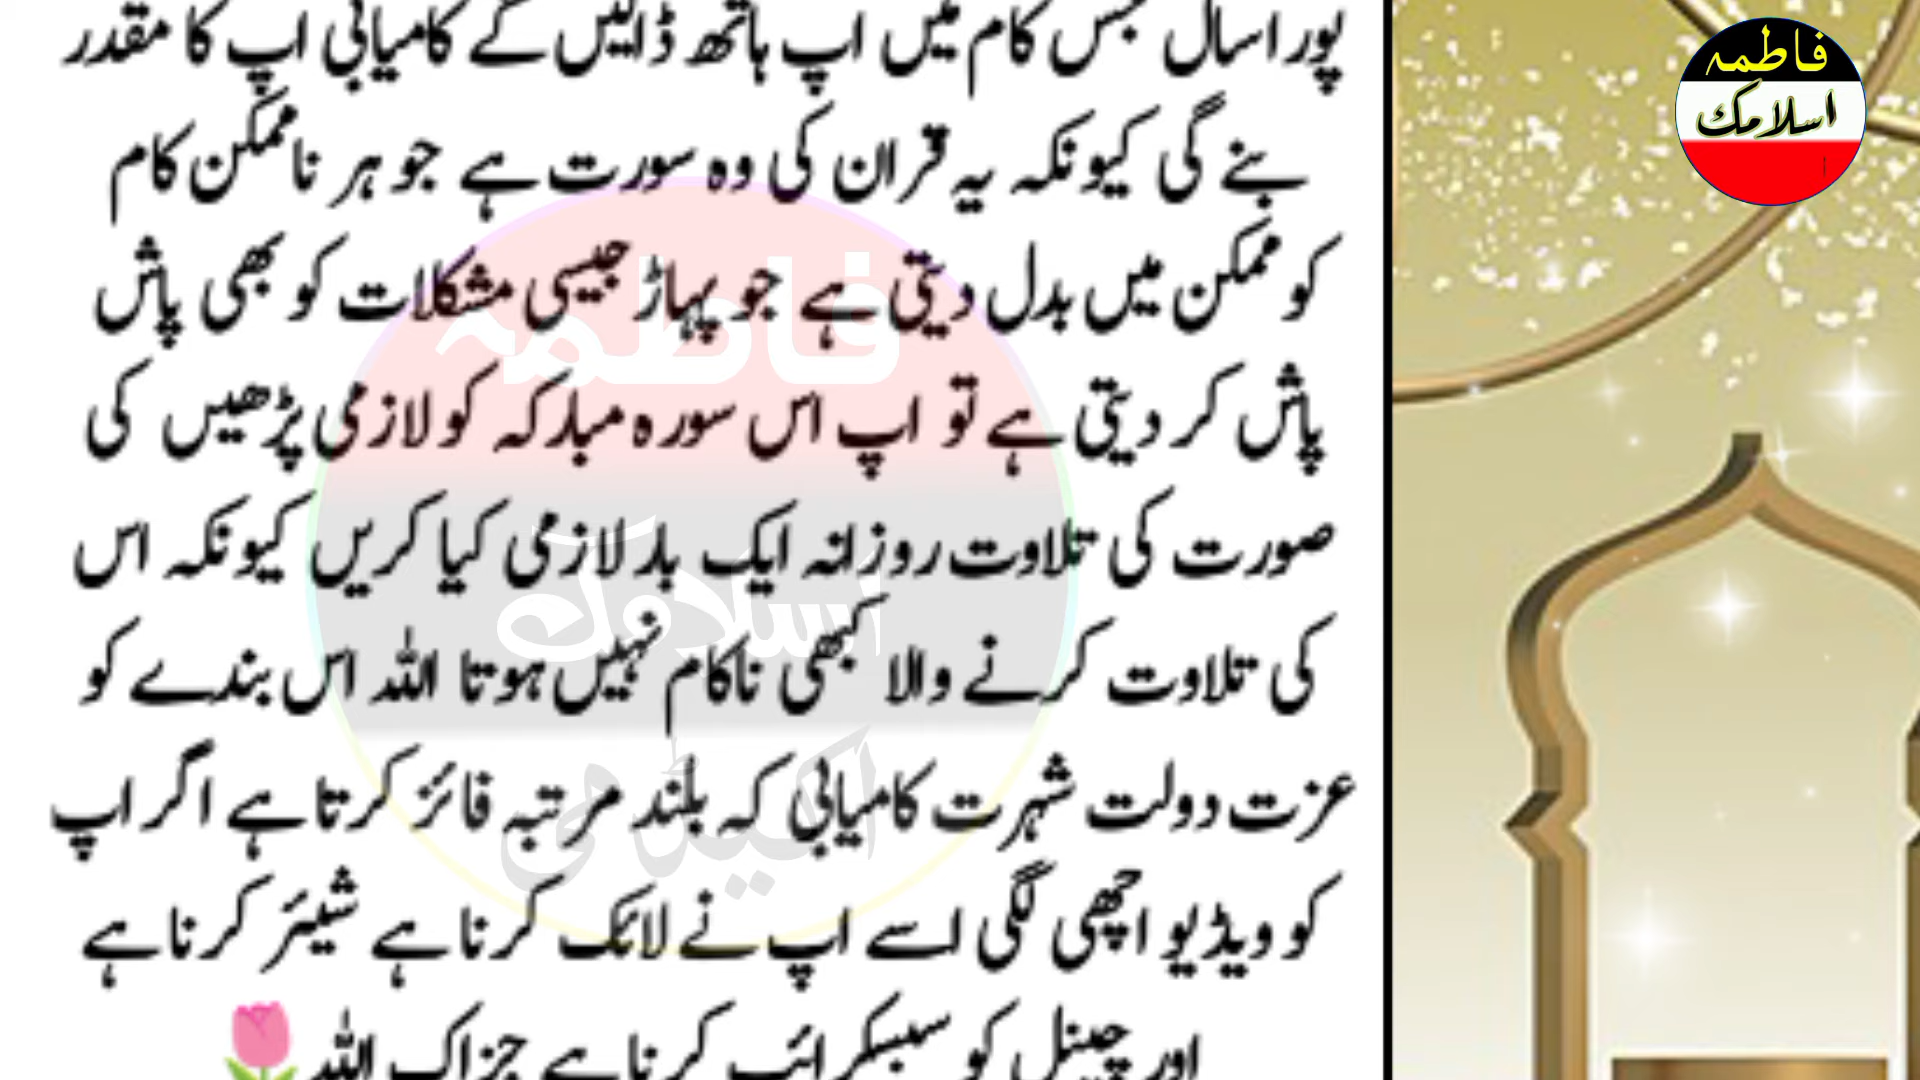 پورا سال جس کام میں اپ ہاتھ ڈالیں گے کامیابی اپ کا مقدر
بنے گی کیونکہ یہ قران کی وہ سورت ہے جو ہر ناممکن کام
کو ممکن میں بدل دیتی ہے جو پہاڑ جیسی مشکلات کو بھی پاش
پاش کر دیتی ہے تو اپ اس سورہ مبارکہ کو لازمی پڑھیں کی
صورت کی تلاوت روزانہ ایک بار لازمی کیا کریں کیونکہ اس
کی تلاوت کرنے والا کبھی ناکام نہیں ہوتا اللہ اس بندے کو
عزت دولت شہرت کامیابی کہ بلند مرتبہ فائز کرتا ہے اگر اپ
کو ویڈیو اچھی لگی اسے اپ نے لائک کرنا ہے شیئر کرنا ہے
اور چینل کو سبسکرائب کرنا ہے جزاک اللہ
فاطمہ
اسلامک
فاطمہ
اسلامک
اکیڈمی